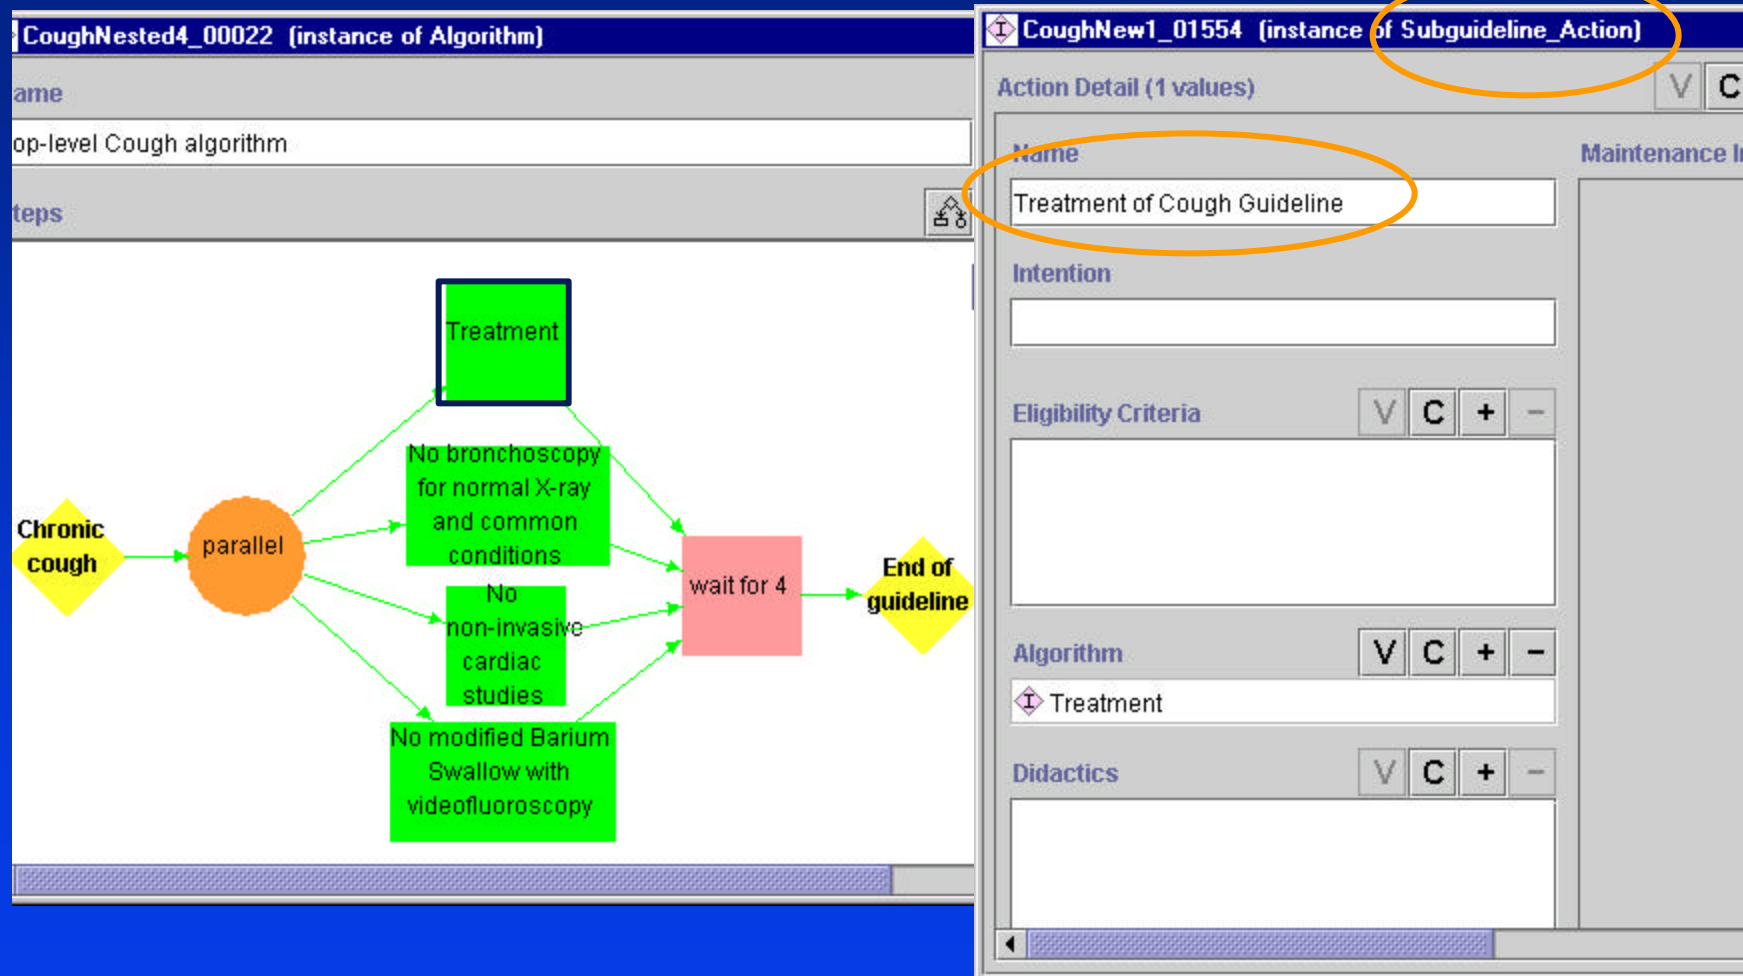 CoughNested4_00022 (instance of Algorithm)
ame
op-level Cough algorithm
teps
Treatment
No bronchoscopy
for normal X-ray
and common
conditions
Chronic
cough
parallel
No
non-invasive
cardiac
studies
No modified Barium
Swallow with
videofluoroscopy
wait for 4
End of
guideline
I CoughNew1_01554 (instance of Subguideline_Action)
Action Detail (1 values)
V C
Name
Maintenance I
Treatment of Cough Guideline
Intention
Eligibility Criteria
V C + -
Algorithm
V C + -
I Treatment
Didactics
V C + -